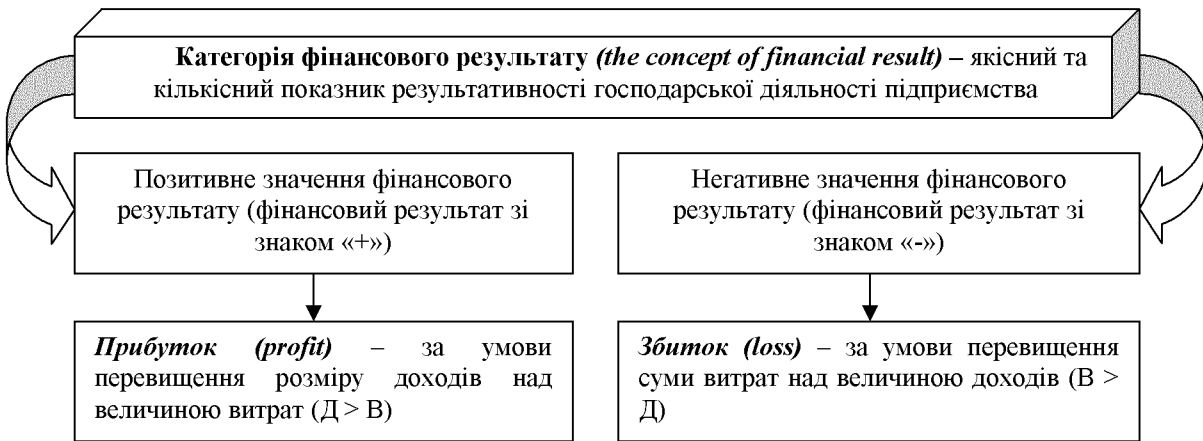 Категорія фінансового результату (the concept of financial result) – якісний та
кількісний показник результативності господарської діяльності підприємства
Позитивне значення фінансового
результату (фінансовий результат зі
знаком «+»)
Негативне значення фінансового
результату (фінансовий результат зі
знаком «-»)
Прибуток (profit) – за умови
перевищення розміру доходів над
величиною витрат (Д > В)
Збиток (loss) – за умови перевищення
суми витрат над величиною доходів (В >
Д)